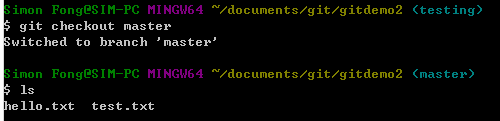 Simon Fong@SIM-PC MINGW64 ~/documents/git/gitdemo2 (testing)
$ git checkout master
Switched to branch 'master'
Simon Fong@SIM-PC MINGW64 ~/documents/git/gitdemo2 (master)
$ ls
hello.txt  test.txt